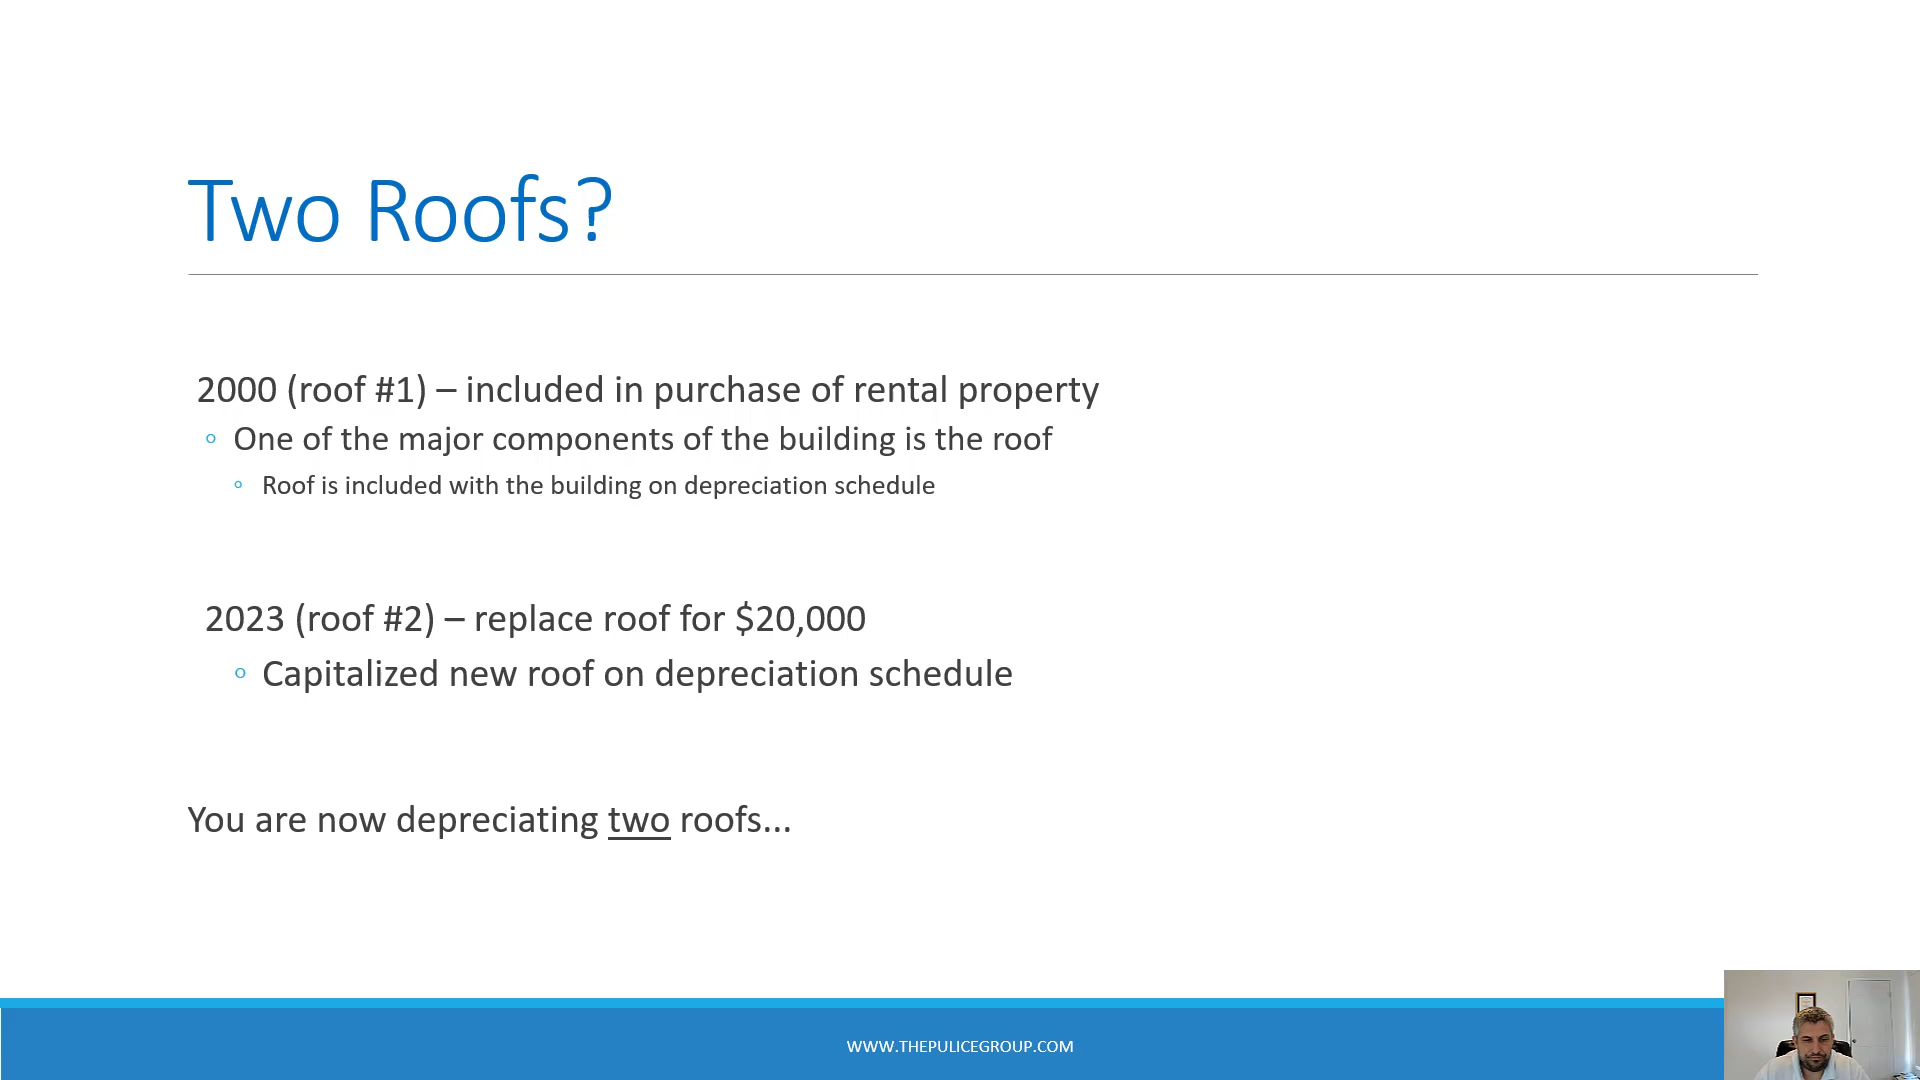 Two Roofs?
2000 (roof #1) – included in purchase of rental property
◦ One of the major components of the building is the roof
◦ Roof is included with the building on depreciation schedule
2023 (roof #2) – replace roof for $20,000
◦ Capitalized new roof on depreciation schedule
You are now depreciating two roofs...
WWW.THEPULICEGROUP.COM